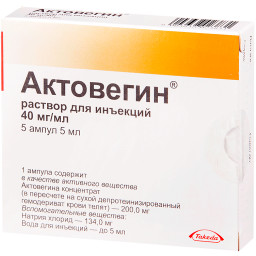 Актовегин®
раствор для инъекций
40 мг/мл
5 ампул 5 мл
1 ампула содержит
в качестве активного вещества
Актовегина концентрат
(в пересчете на сухой депротеинизированный
гемодериват крови телят) — 200,0 мг
Вспомогательные вещества:
Натрия хлорид — 134,0 мг
Вода для инъекций — до 5 мл
Takeda